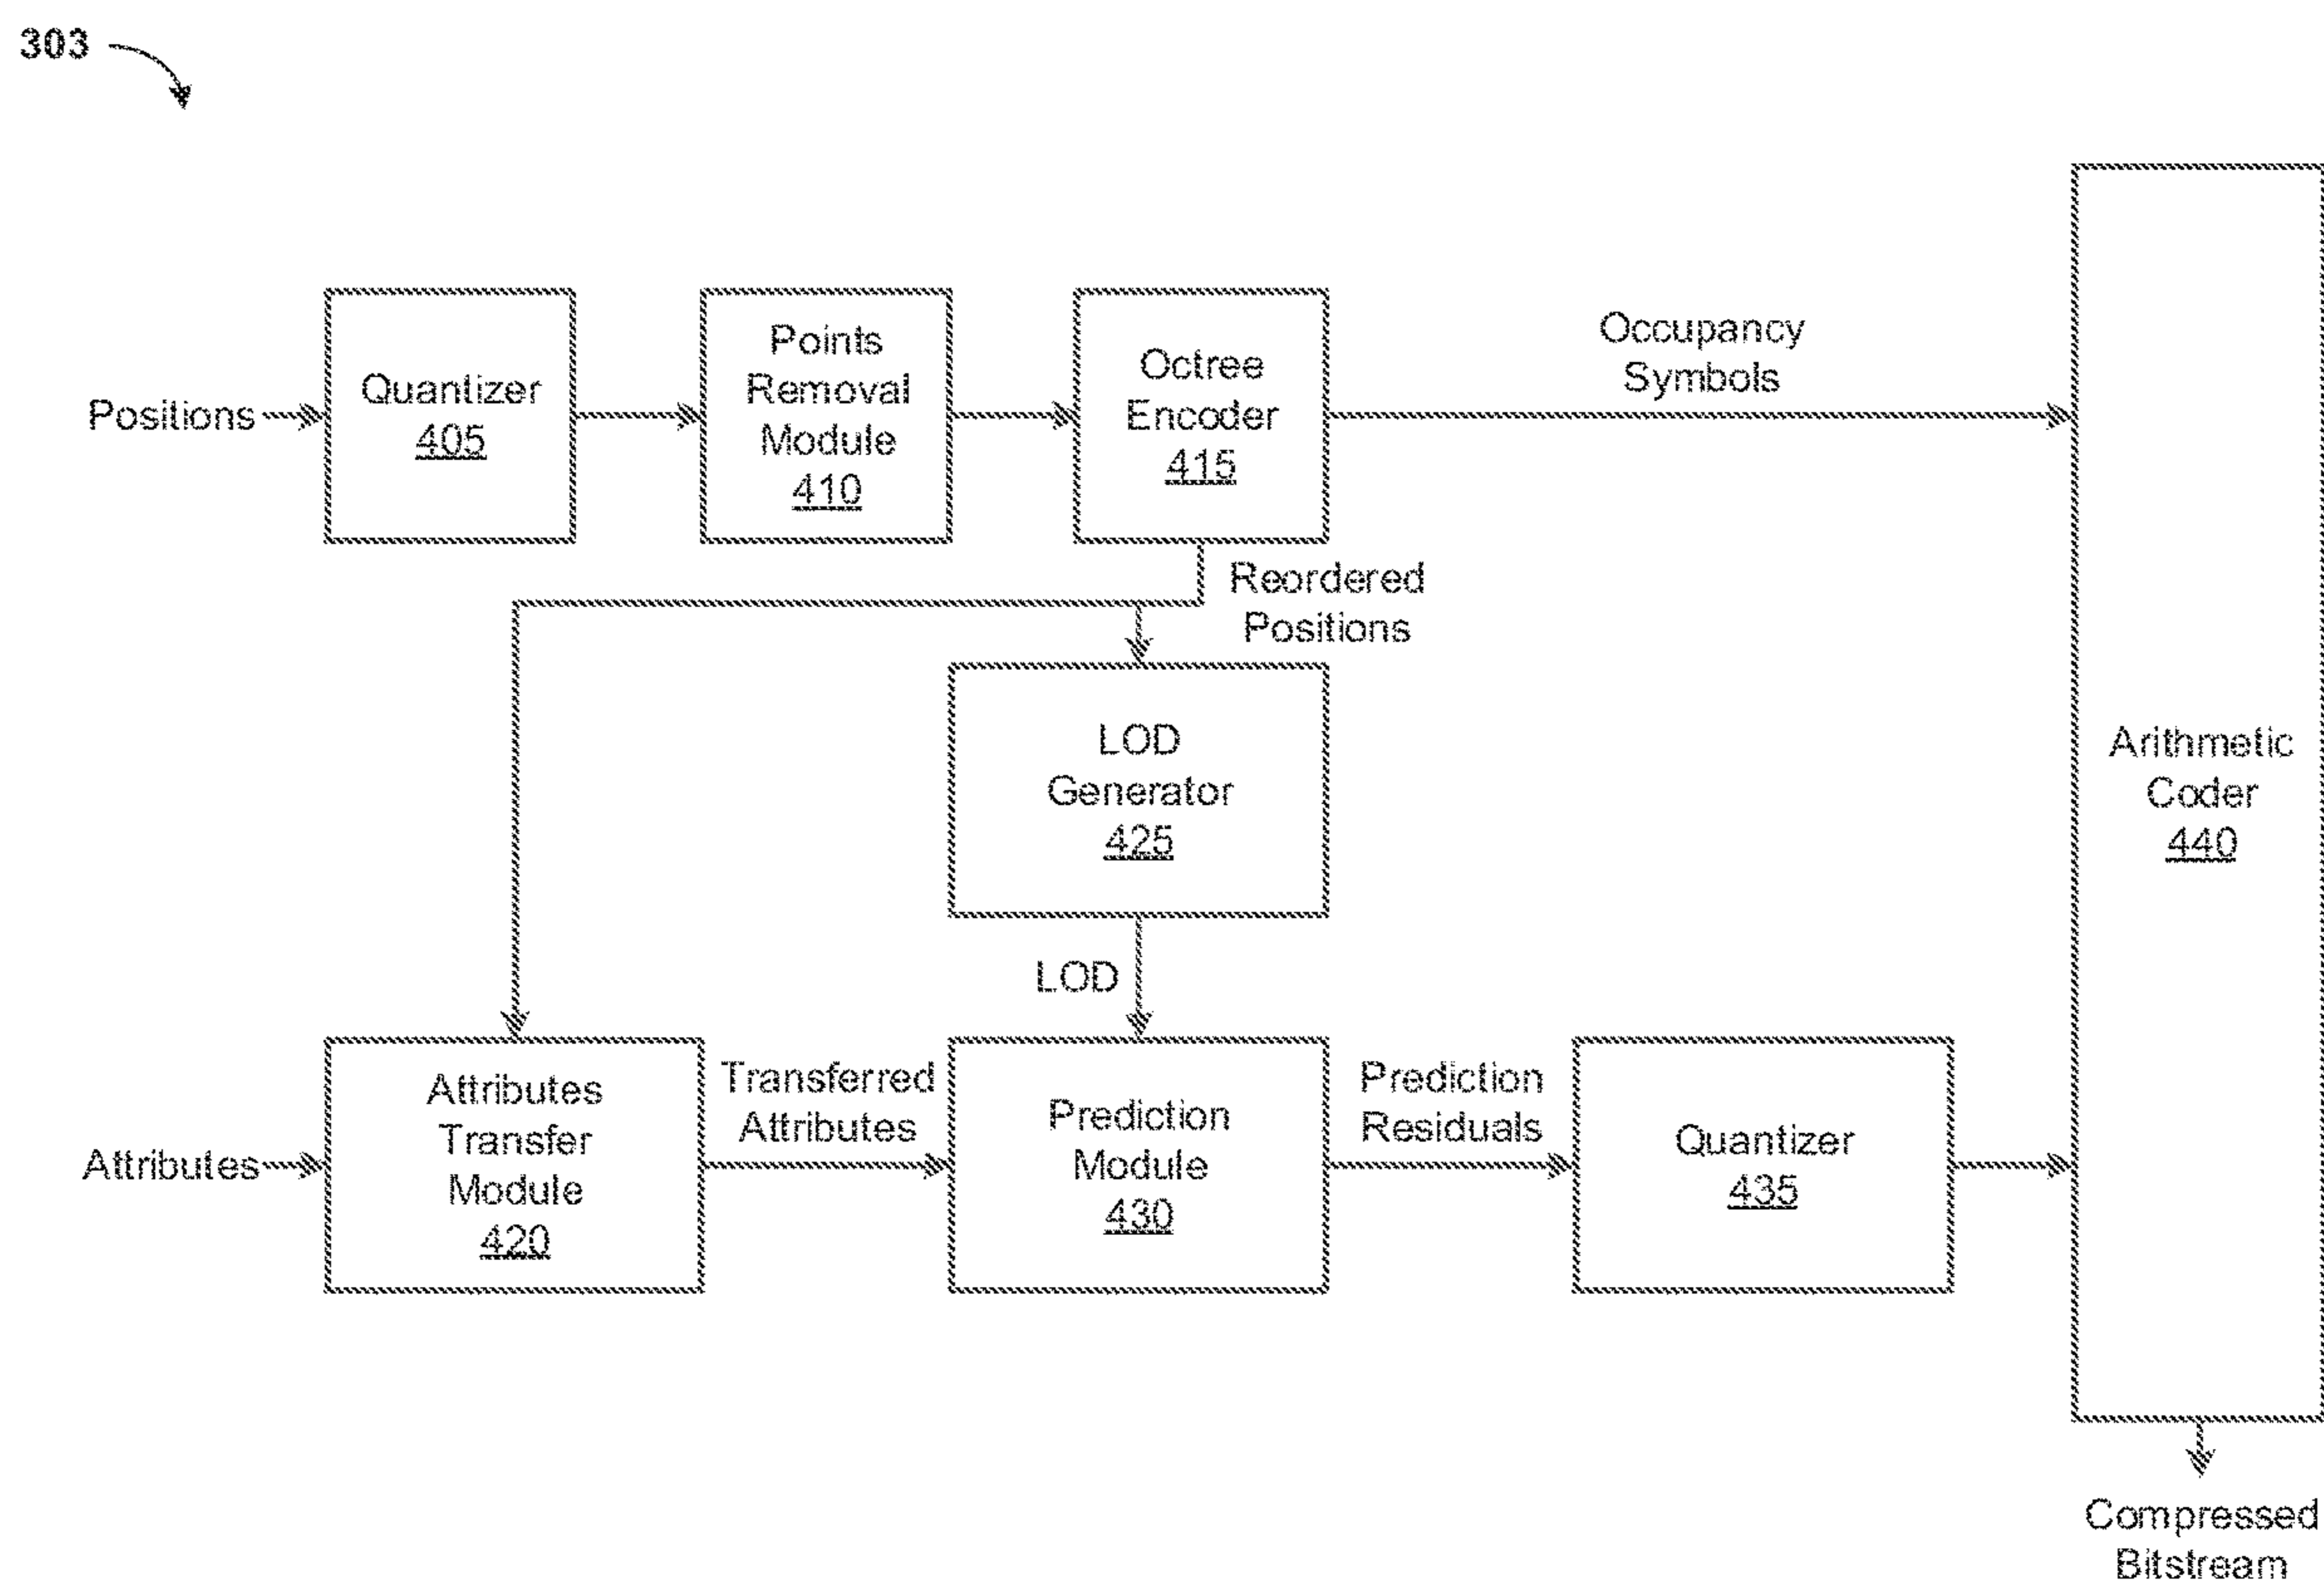 303
Positions
Quantizer
405
Points
Removal
Module
410
Octree
Encoder
415
Occupancy
Symbols
Reordered
Positions
LOD
Generator
425
LOD
Arithmetic
Coder
440
Attributes
Attributes
Transfer
Module
420
Transferred
Attributes
Prediction
Module
430
Prediction
Residuals
Quantizer
435
Compressed
Bitstream